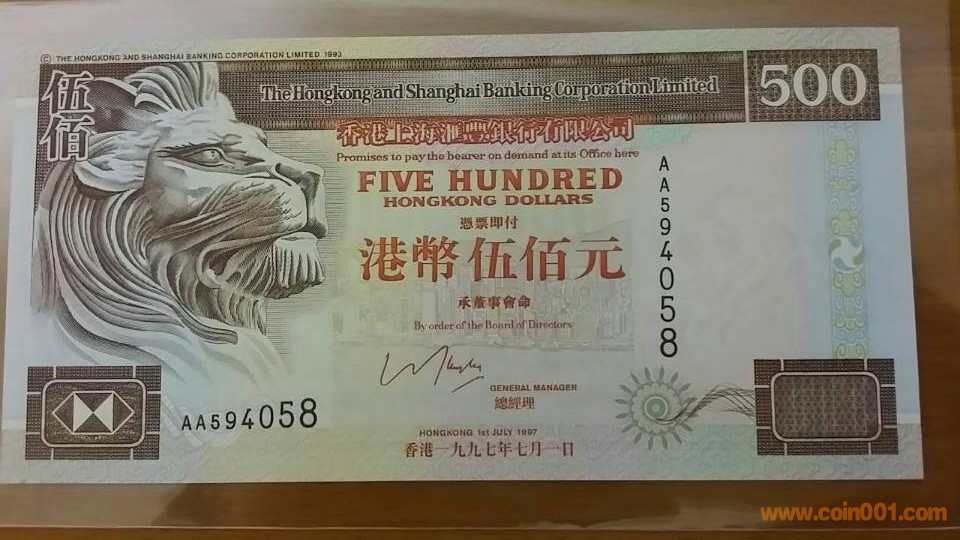 © THE HONGKONG AND SHANGHAI BANKING CORPORATION LIMITED 1993
伍佰
The Hongkong and Shanghai Banking Corporation Limited
500
香港上海滙豐銀行有限公司
Promises to pay the bearer on demand at its Office here
FIVE HUNDRED
HONGKONG DOLLARS
憑票即付
港幣伍佰元
承董事會命
By order of the Board of Directors
AA594058
GENERAL MANAGER
總經理
AA594058
HONGKONG 1st JULY 1997
香港一九九七年七月一日
www.coin001.com